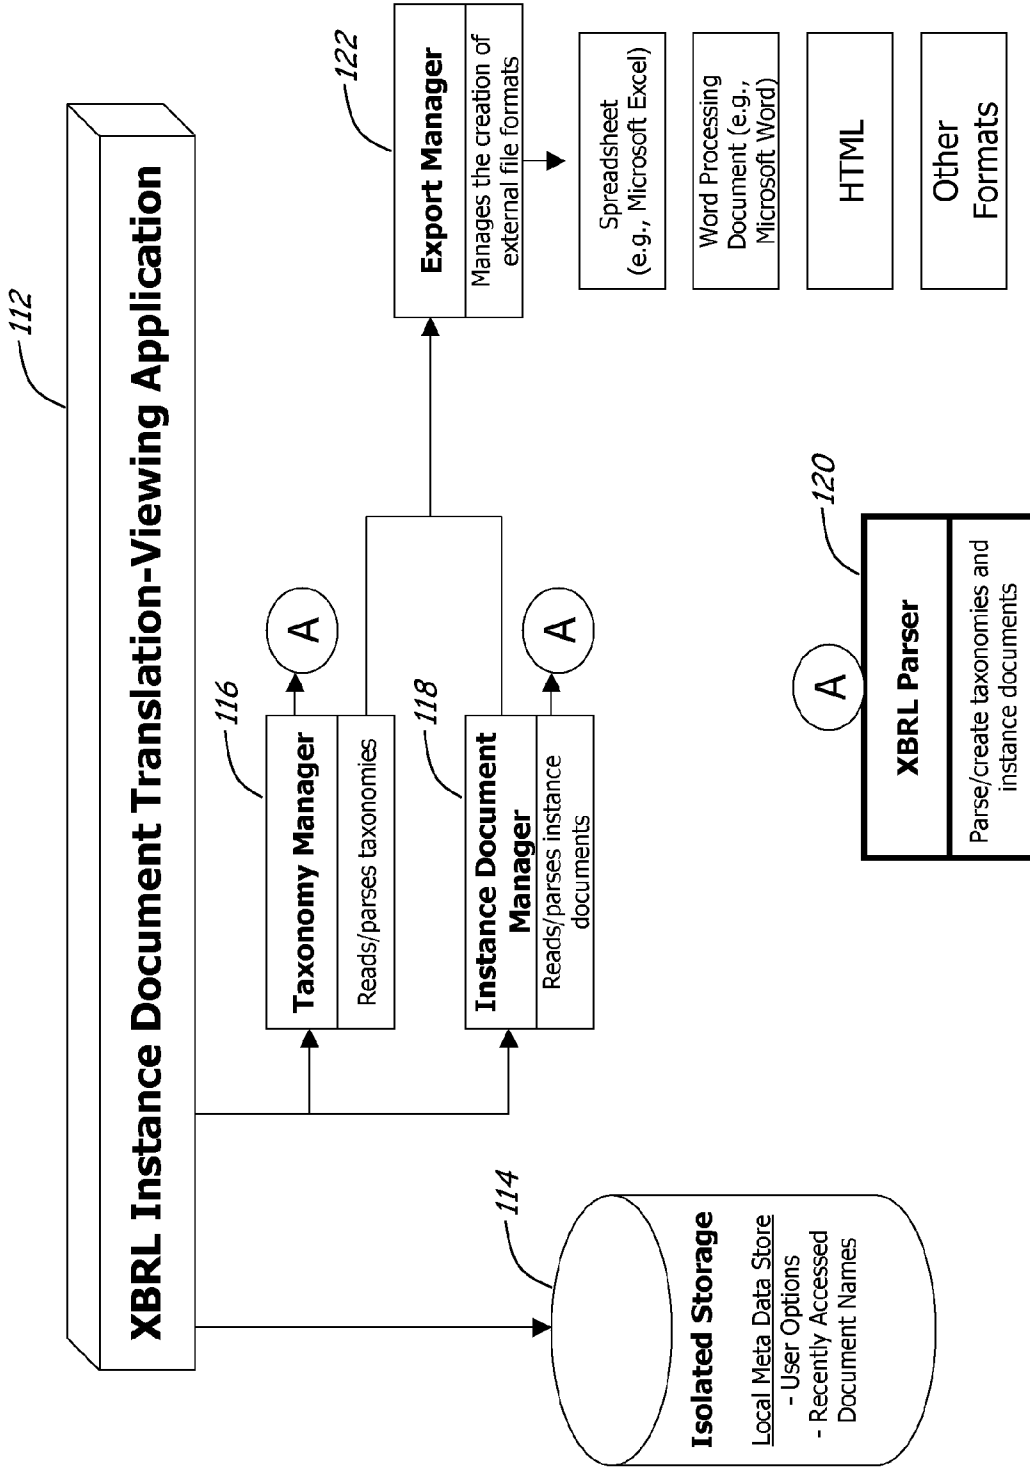 112
XBRL Instance Document Translation-Viewing Application
114
Isolated Storage
Local Meta Data Store
- User Options
- Recently Accessed
Document Names
116
Taxonomy Manager
Reads/parses taxonomies
A
118
Instance Document
Manager
Reads/parses instance
documents
A
120
A
XBRL Parser
Parse/create taxonomies and
instance documents
122
Export Manager
Manages the creation of
external file formats
Spreadsheet
(e.g., Microsoft Excel)
Word Processing
Document (e.g.,
Microsoft Word)
HTML
Other
Formats